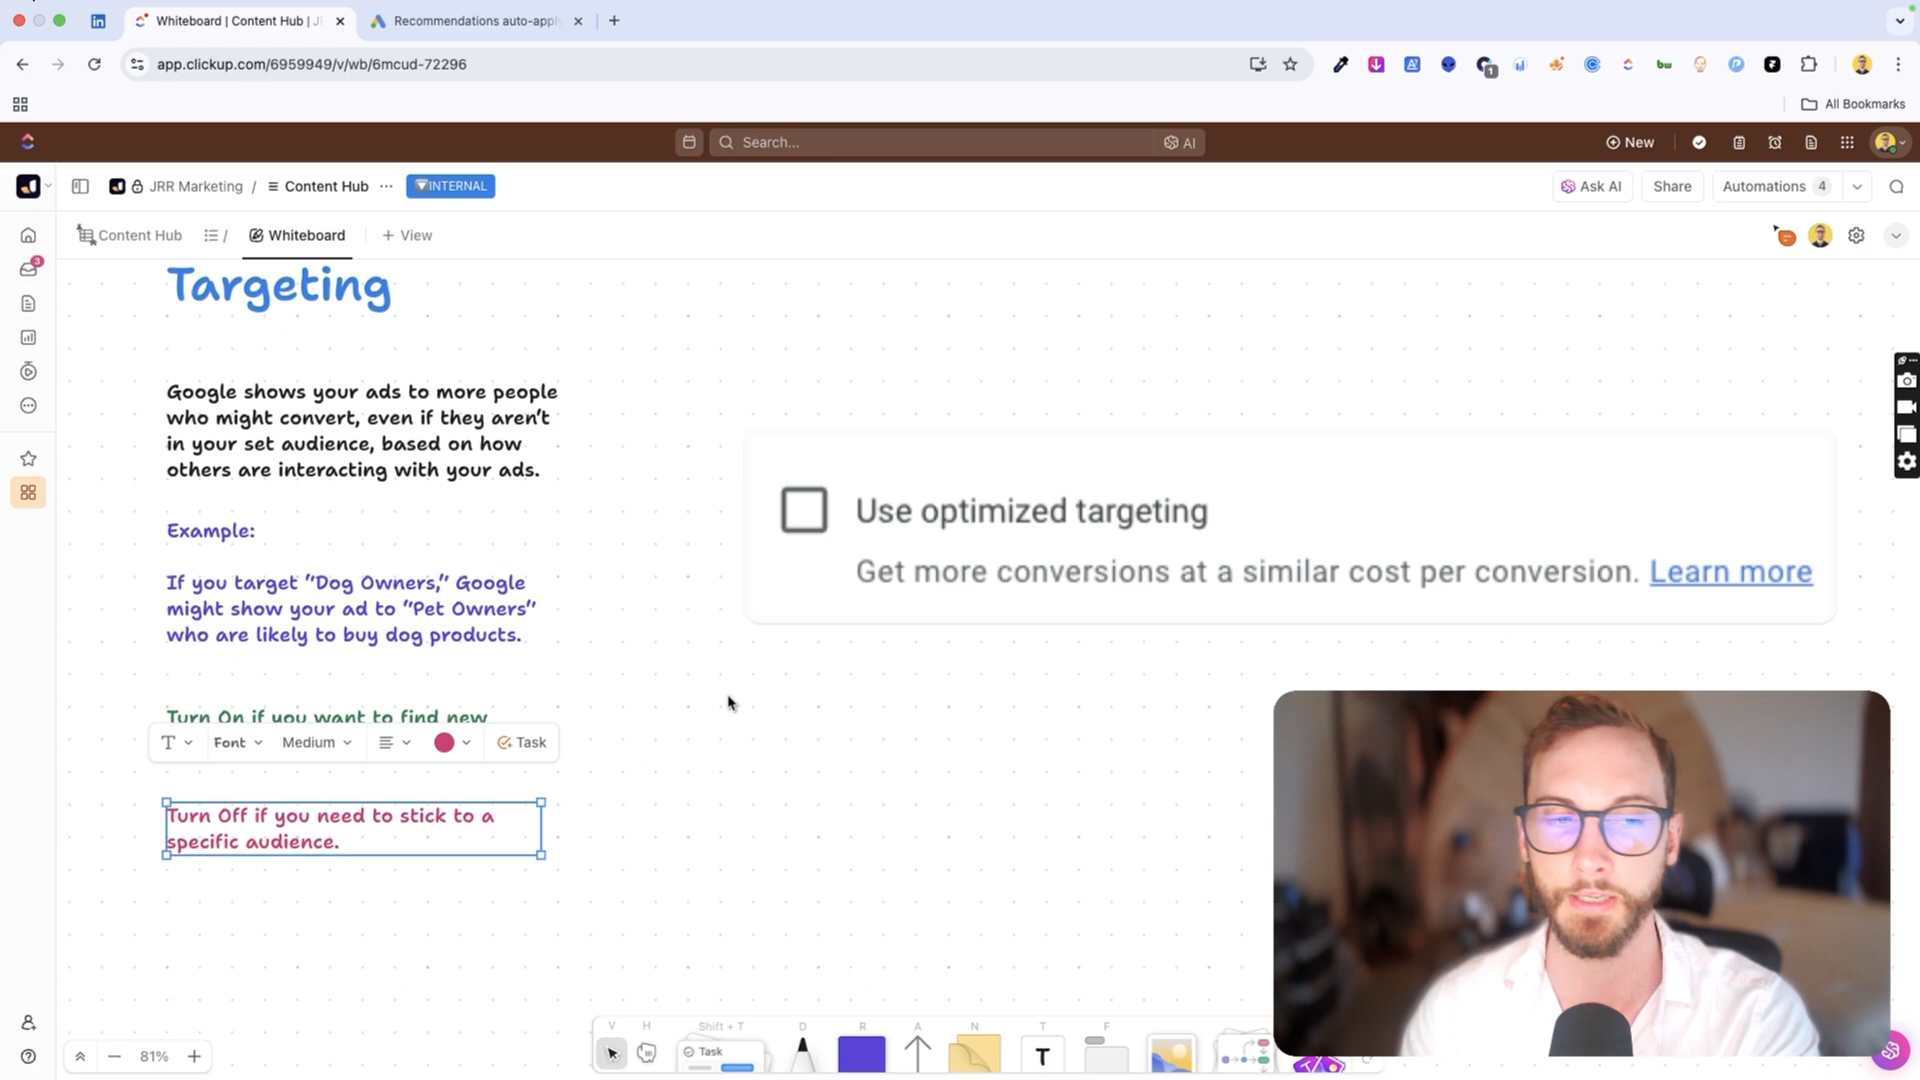 Whiteboard | Content Hub | J
Recommendations auto-apply
app.clickup.com/6959949/v/wb/6mcud-72296
1
bw
All Bookmarks
Search...
AI
New
JRR Marketing / Content Hub
INTERNAL
Ask AI
Share
Automations 4
Content Hub
/
Whiteboard
+ View
3
Targeting
Google shows your ads to more people
who might convert, even if they aren't
in your set audience, based on how
others are interacting with your ads.
Example:
If you target "Dog Owners," Google
might show your ad to "Pet Owners"
who are likely to buy dog products.
Turn On if you want to find new
T
Font
Medium
Task
Turn Off if you need to stick to a
specific audience.
Use optimized targeting
Get more conversions at a similar cost per conversion. Learn more
V
H
Shift + T
D
R
A
N
T
F
Task
T
81%